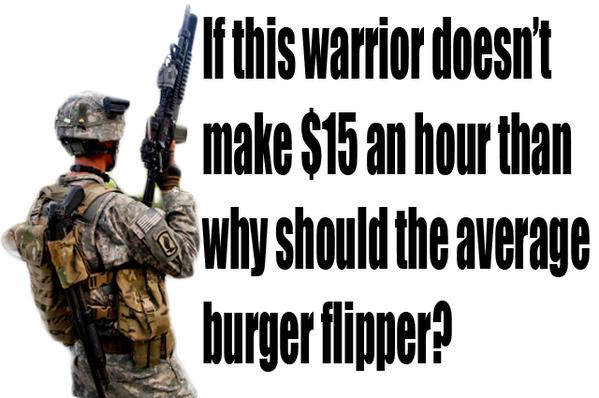 If this warrior doesn't
make $15 an hour than
why should the average
burger flipper?